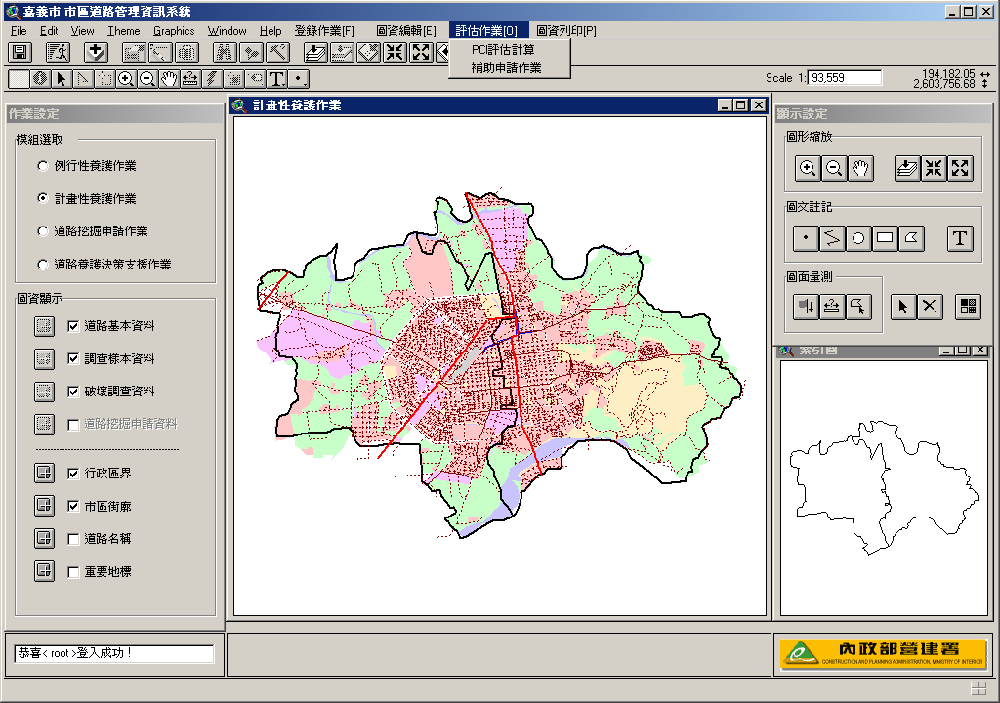 嘉義市 市區道路管理資訊系統
File Edit View Theme Graphics Window Help 登錄作業[F] 圖資編輯[E] 評估作業[O] 圖資列印[P]
PCI評估計算
補助申請作業
Scale 1: 93,559
194,182.05
2,603,756.68
作業設定
模組選取
例行性養護作業
計畫性養護作業
道路挖掘申請作業
道路養護決策支援作業
圖資顯示
道路基本資料
調查樣本資料
破壞調查資料
道路挖掘申請資料
行政區界
市區街廓
道路名稱
重要地標
恭喜< root >登入成功！
計畫性養護作業
顯示設定
圖形縮放
圖文註記
T
圖面量測
索引圖
內政部營建署
CONSTRUCTION AND PLANNING ADMINISTRATION, MINISTRY OF INTERIOR